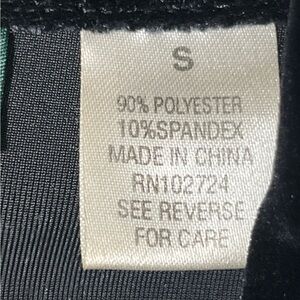 S
90% POLYESTER
10%SPANDEX
MADE IN CHINA
RN102724
SEE REVERSE
FOR CARE